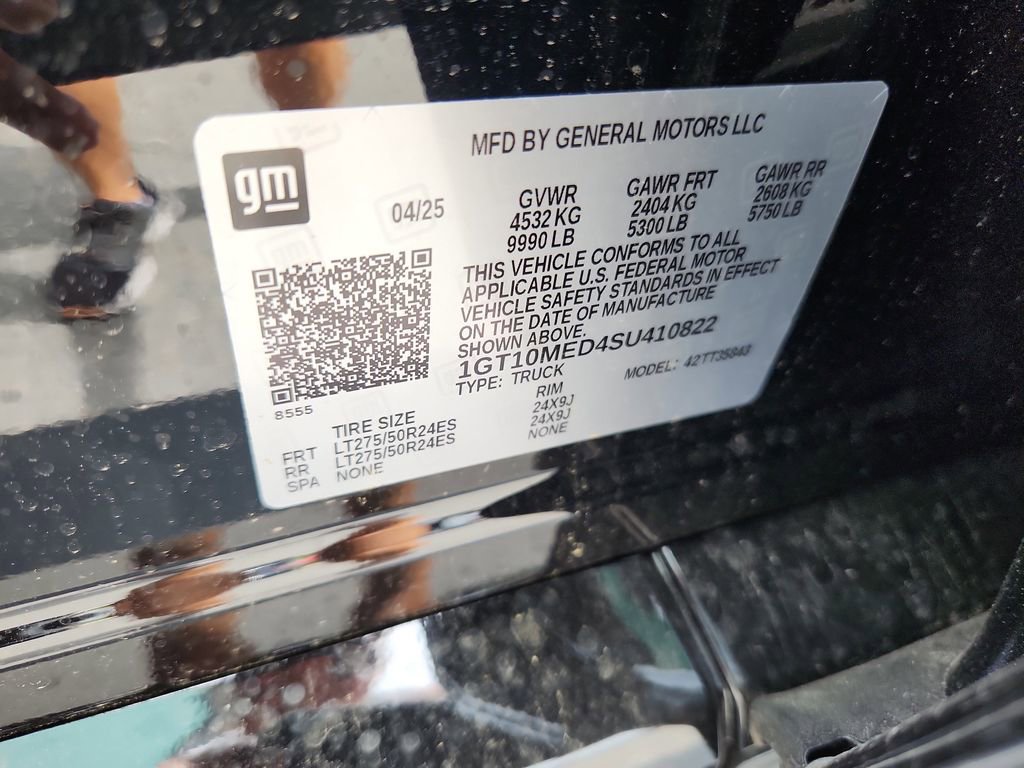 MFD BY GENERAL MOTORS LLC
gm
04/25
GVWR GAWR FRT GAWR RR
4532 KG 2404 KG 2608 KG
9990 LB 5300 LB 5750 LB
THIS VEHICLE CONFORMS TO ALL
APPLICABLE U.S. FEDERAL MOTOR
VEHICLE SAFETY STANDARDS IN EFFECT
ON THE DATE OF MANUFACTURE
SHOWN ABOVE.
1GT10MED4SU410822
TYPE: TRUCK MODEL: 42TT35843
8555
TIRE SIZE RIM
FRT LT275/50R24ES 24X9J
RR LT275/50R24ES 24X9J
SPA NONE NONE